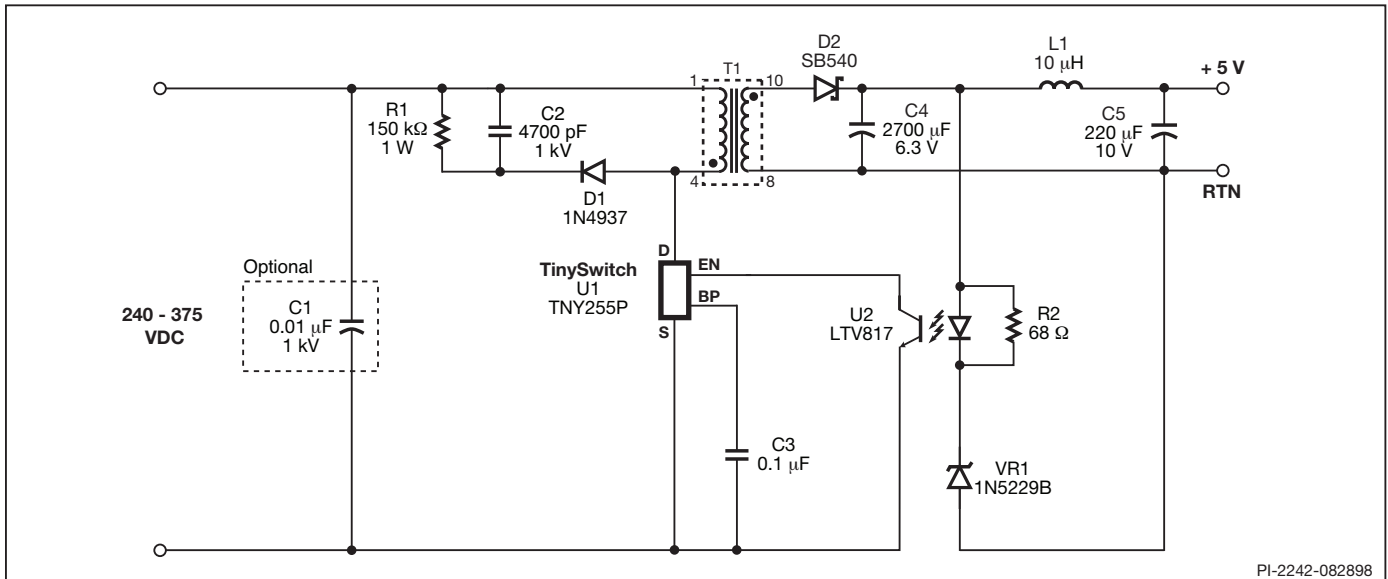 D2
SB540
L1
10 µH
+ 5 V
T1
1
10
R1
150 kΩ
1 W
C2
4700 pF
1 kV
C4
2700 µF
6.3 V
C5
220 µF
10 V
4
8
RTN
D1
1N4937
D
EN
Optional
TinySwitch
U1
TNY255P
BP
S
C1
0.01 µF
1 kV
240 - 375
VDC
U2
LTV817
R2
68 Ω
C3
0.1 µF
VR1
1N5229B
PI-2242-082898